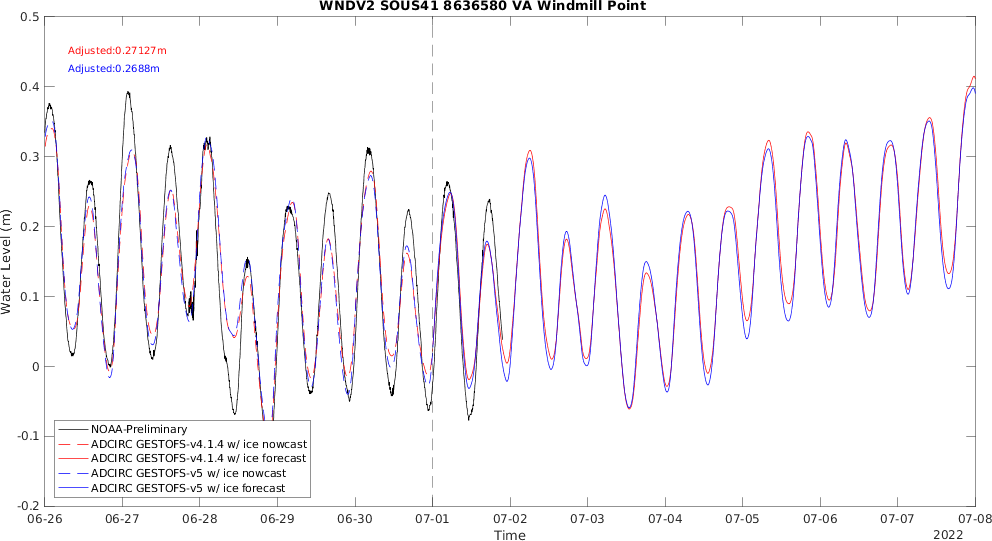 WNDV2 SOUS41 8636580 VA Windmill Point
0.5
Adjusted:0.27127m
Adjusted:0.2688m
0.4
0.3
0.2
0.1
0
-0.1
-0.2
Water Level (m)
NOAA-Preliminary
ADCIRC GESTOFS-v4.1.4 w/ ice nowcast
ADCIRC GESTOFS-v4.1.4 w/ ice forecast
ADCIRC GESTOFS-v5 w/ ice nowcast
ADCIRC GESTOFS-v5 w/ ice forecast
06-26 06-27 06-28 06-29 06-30 07-01 07-02 07-03 07-04 07-05 07-06 07-07 07-08
Time
2022